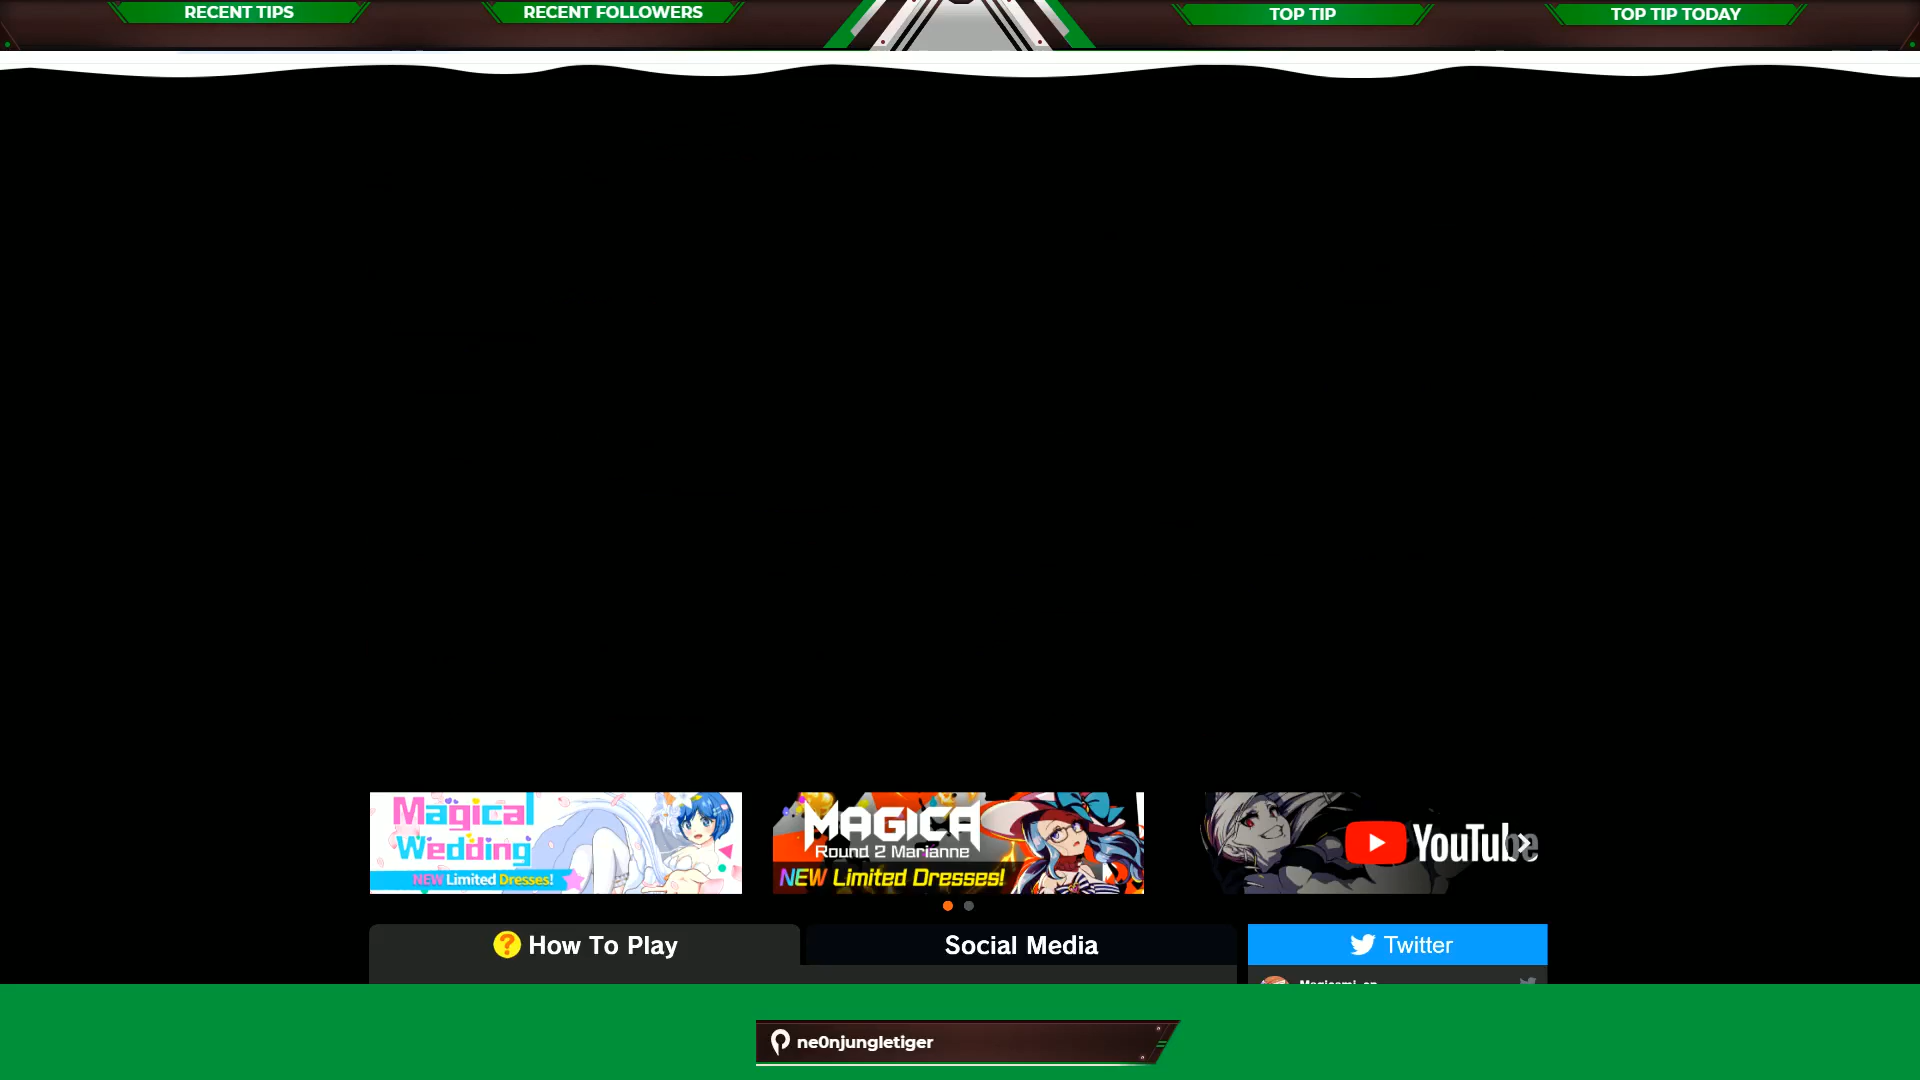 RECENT TIPS
RECENT FOLLOWERS
TOP TIP
TOP TIP TODAY
Magical
Wedding
NEW Limited Dresses!
MAGICA
Round 2 Marianne
NEW Limited Dresses!
YouTube
? How To Play
Social Media
Twitter
ne0njungletiger